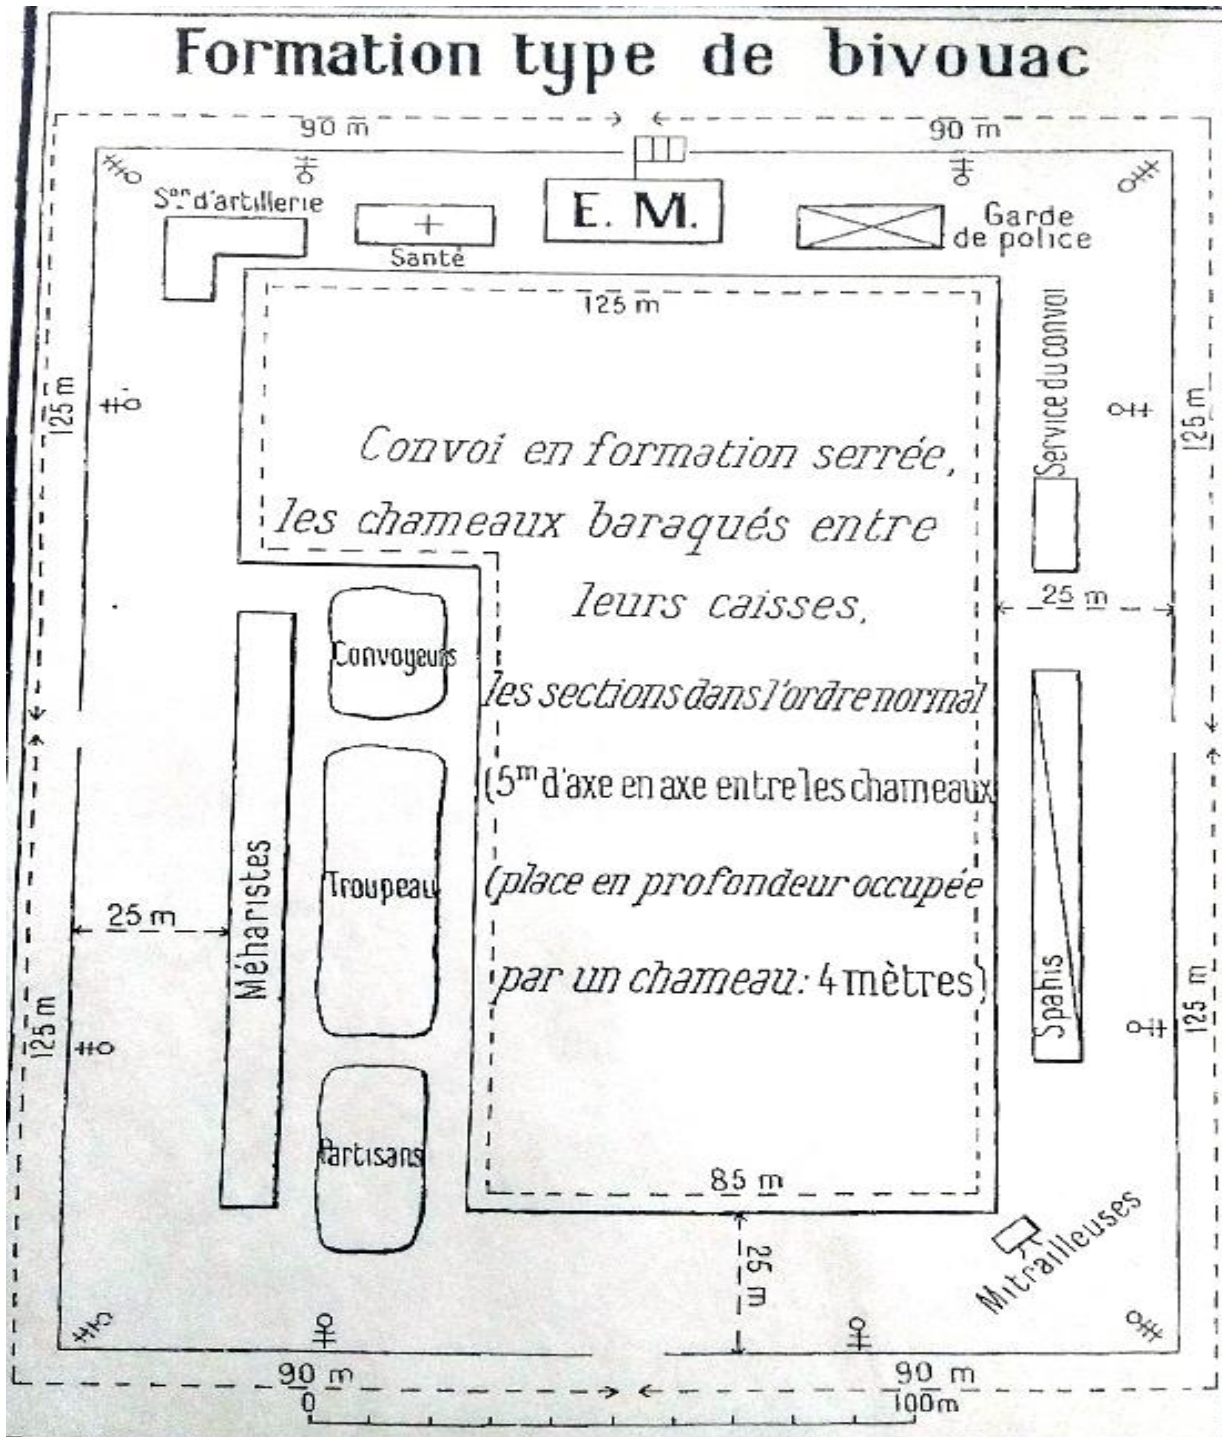 Formation type de bivouac
90 m
90 m
Son d'artillerie
Santé
E. M.
Garde
de police
125 m
125 m
125 m
Service du convoi
Convoi en formation serrée,
les chameaux baraqués entre
leurs caisses,
25 m
Convoyeurs
les sections dans l'ordre normal
(5m d'axe en axe entre les chameaux
Troupeau
(place en profondeur occupée
25 m
Méharistes
par un chameau: 4 mètres)
125 m
125 m
Spahis
Partisans
85 m
25 m
Mitrailleuses
90 m
90 m
0
100m